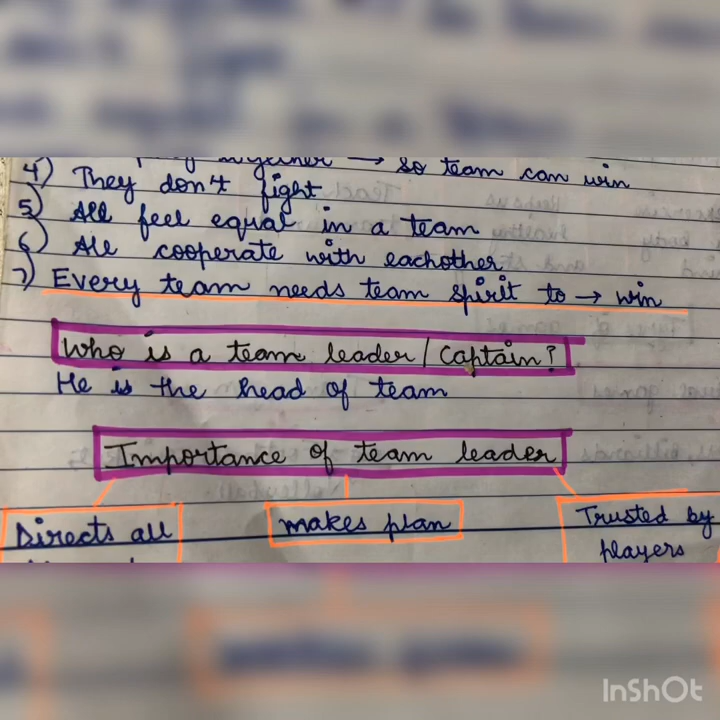 4) → so team can win
They don't fight
5) All feel equal in a team
6) All cooperate with eachother
7) Every team needs team spirit to → win
Who is a team leader / Captain?
He is the head of team
Importance of team leader
Directs all
makes plan
Trusted by
players
InShOt